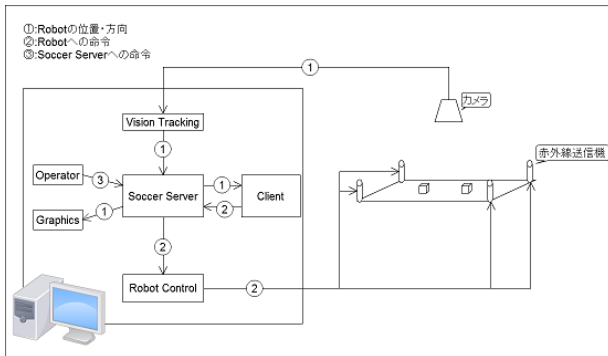 ①:Robotの位置・方向
②:Robotへの命令
③:Soccer Serverへの命令
①
カメラ
Vision Tracking
赤外線送信機
①
Operator
③
Soccer Server
①
②
Client
Graphics
①
②
Robot Control
②